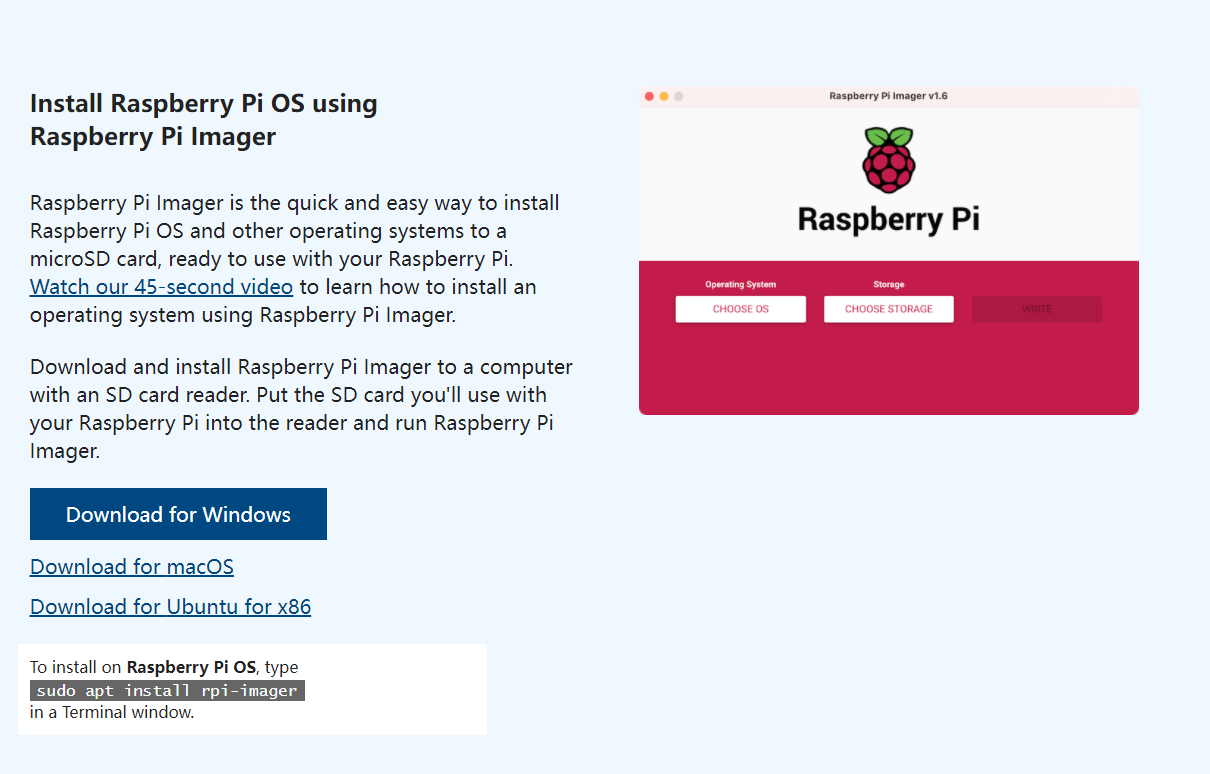 Install Raspberry Pi OS using
Raspberry Pi Imager
Raspberry Pi Imager is the quick and easy way to install
Raspberry Pi OS and other operating systems to a
microSD card, ready to use with your Raspberry Pi.
Watch our 45-second video to learn how to install an
operating system using Raspberry Pi Imager.
Download and install Raspberry Pi Imager to a computer
with an SD card reader. Put the SD card you'll use with
your Raspberry Pi into the reader and run Raspberry Pi
Imager.
Download for Windows
Download for macOS
Download for Ubuntu for x86
To install on Raspberry Pi OS, type
sudo apt install rpi-imager
in a Terminal window.
Raspberry Pi Imager v1.6
Raspberry Pi
Operating System
Storage
CHOOSE OS
CHOOSE STORAGE
WRITE